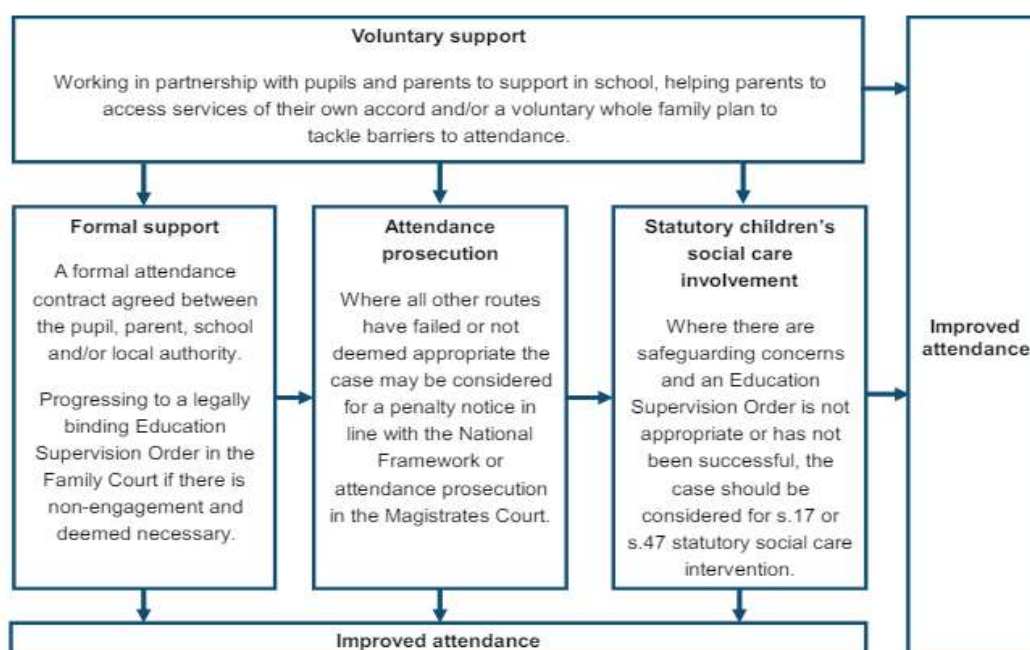 Voluntary support
Working in partnership with pupils and parents to support in school, helping parents to
access services of their own accord and/or a voluntary whole family plan to
tackle barriers to attendance.
Formal support
A formal attendance
contract agreed between
the pupil, parent, school
and/or local authority.
Progressing to a legally
binding Education
Supervision Order in the
Family Court if there is
non-engagement and
deemed necessary.
Attendance
prosecution
Where all other routes
have failed or not
deemed appropriate the
case may be considered
for a penalty notice in
line with the National
Framework or
attendance prosecution
in the Magistrates Court.
Statutory children's
social care
involvement
Where there are
safeguarding concerns
and an Education
Supervision Order is not
appropriate or has not
been successful, the
case should be
considered for s.17 or
s.47 statutory social care
intervention.
Improved
attendance
Improved attendance